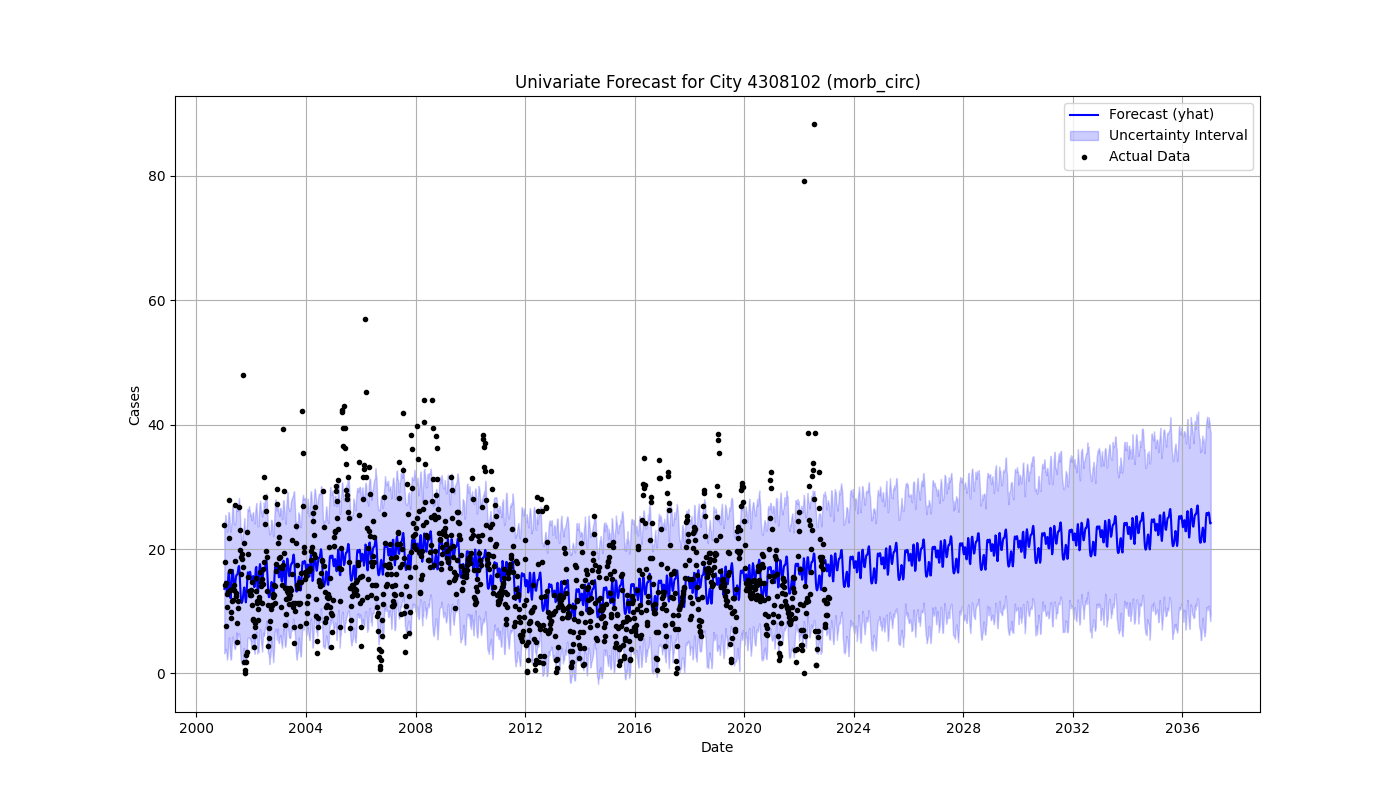 Univariate Forecast for City 4308102 (morb_circ)
Forecast (yhat)
Uncertainty Interval
Actual Data
Cases
80
60
40
20
0
2000 2004 2008 2012 2016 2020 2024 2028 2032 2036
Date